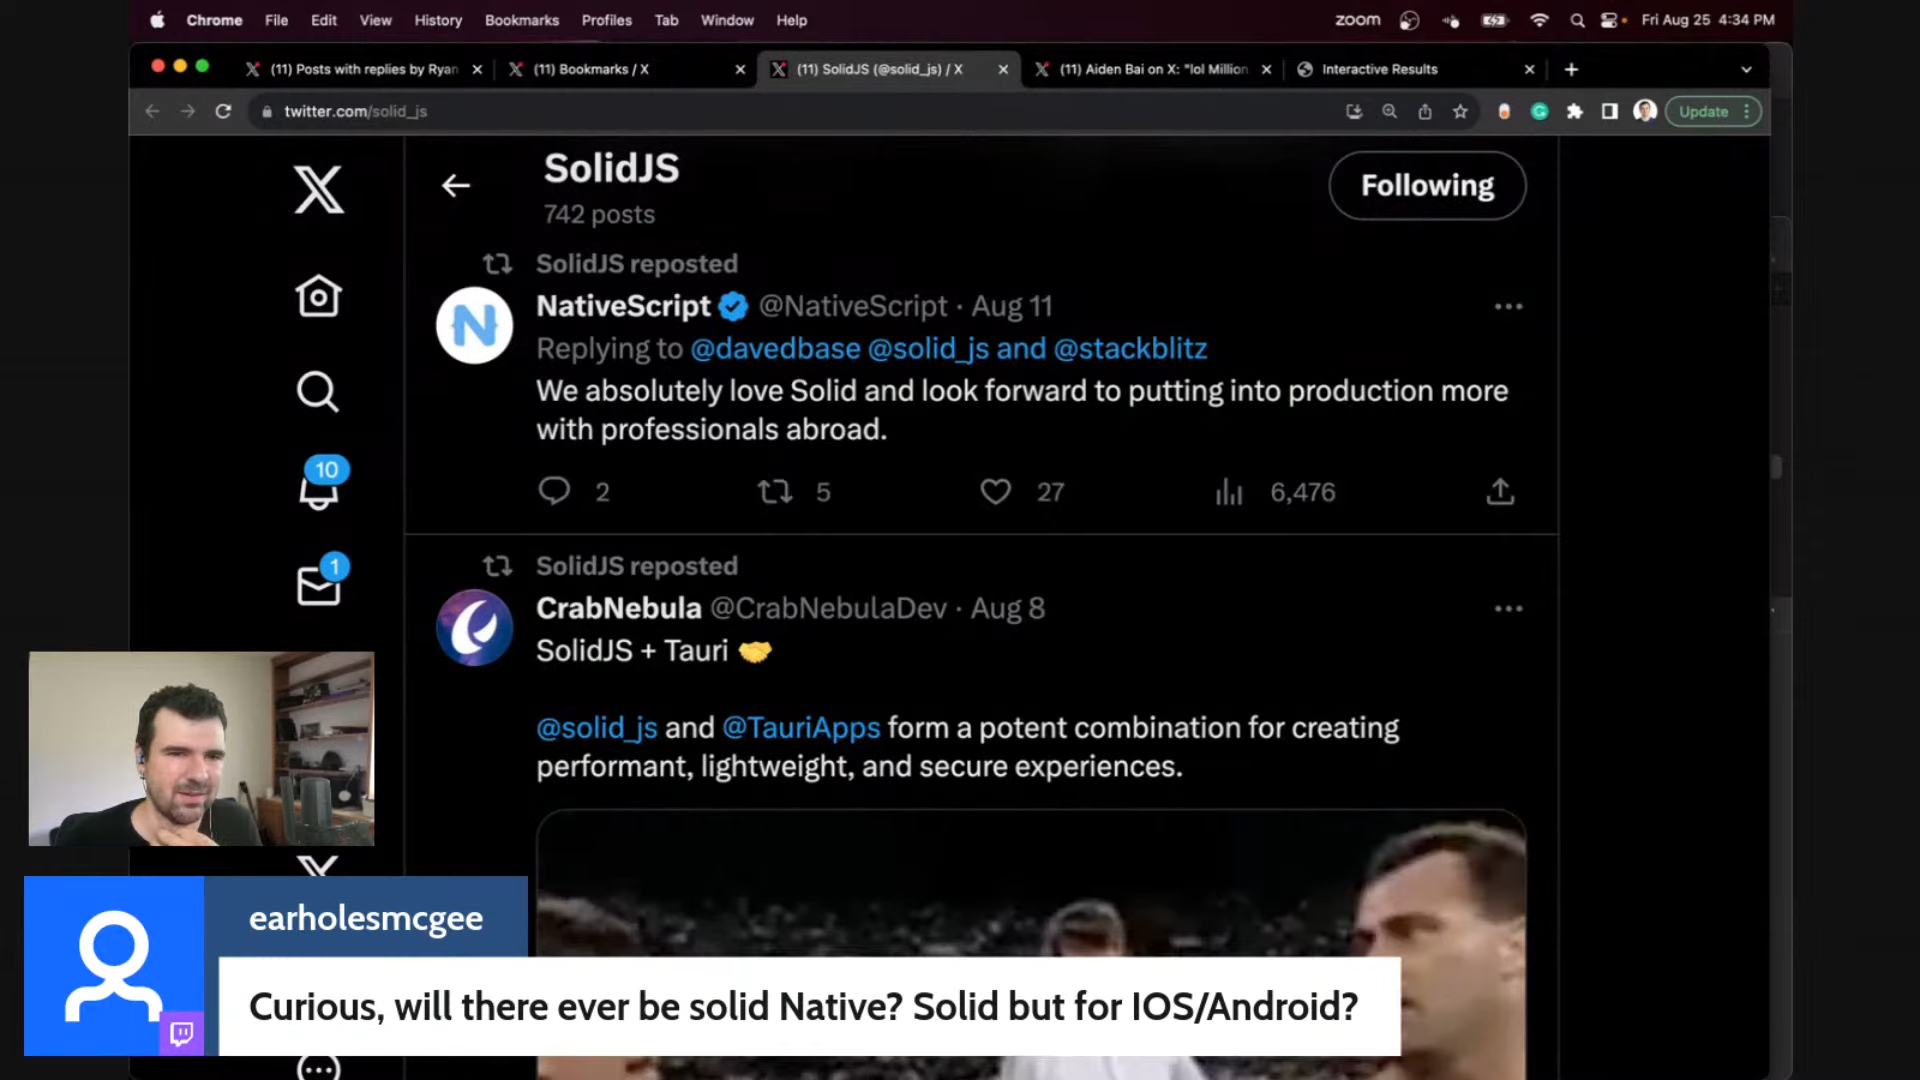 Chrome File Edit View History Bookmarks Profiles Tab Window Help zoom Fri Aug 25 4:34 PM
(11) Posts with replies by Ryan (11) Bookmarks / X (11) SolidJS (@solid_js) / X (11) Aiden Bai on X: "lol Million Interactive Results
twitter.com/solid_js Update
SolidJS
742 posts
Following
SolidJS reposted
NativeScript @NativeScript · Aug 11
Replying to @davedbase @solid_js and @stackblitz
We absolutely love Solid and look forward to putting into production more
with professionals abroad.
2 5 27 6,476
10
1
SolidJS reposted
CrabNebula @CrabNebulaDev · Aug 8
SolidJS + Tauri 🤝
@solid_js and @TauriApps form a potent combination for creating
performant, lightweight, and secure experiences.
earholesmcgee
Curious, will there ever be solid Native? Solid but for IOS/Android?